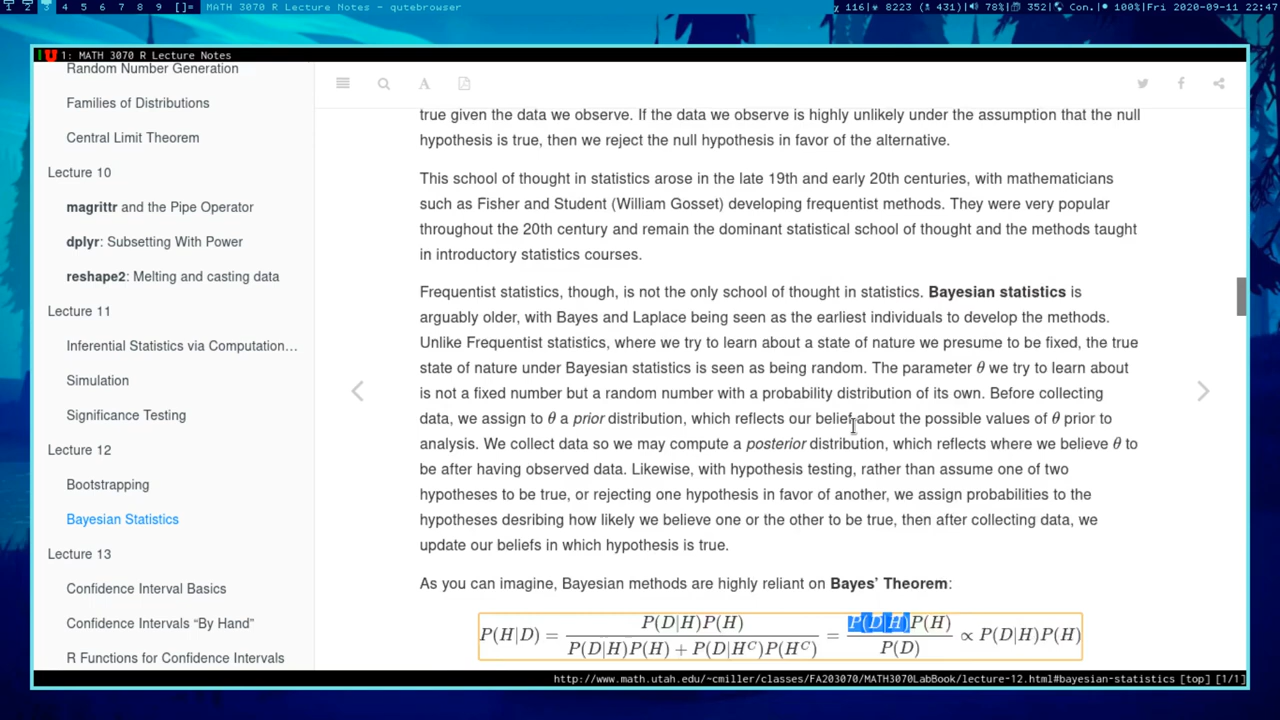 1 2 3 4 5 6 7 8 9 []= MATH 3070 R Lecture Notes - qutebrowser
116 8223 431 78% 352 Con. 100% Fri 2020-09-11 22:47
1: MATH 3070 R Lecture Notes
Random Number Generation
Families of Distributions
Central Limit Theorem
Lecture 10
magrittr and the Pipe Operator
dplyr: Subsetting With Power
reshape2: Melting and casting data
Lecture 11
Inferential Statistics via Computation…
Simulation
Significance Testing
Lecture 12
Bootstrapping
Bayesian Statistics
Lecture 13
Confidence Interval Basics
Confidence Intervals “By Hand”
R Functions for Confidence Intervals
true given the data we observe. If the data we observe is highly unlikely under the assumption that the null
hypothesis is true, then we reject the null hypothesis in favor of the alternative.
This school of thought in statistics arose in the late 19th and early 20th centuries, with mathematicians
such as Fisher and Student (William Gosset) developing frequentist methods. They were very popular
throughout the 20th century and remain the dominant statistical school of thought and the methods taught
in introductory statistics courses.
Frequentist statistics, though, is not the only school of thought in statistics. Bayesian statistics is
arguably older, with Bayes and Laplace being seen as the earliest individuals to develop the methods.
Unlike Frequentist statistics, where we try to learn about a state of nature we presume to be fixed, the true
state of nature under Bayesian statistics is seen as being random. The parameter θ we try to learn about
is not a fixed number but a random number with a probability distribution of its own. Before collecting
data, we assign to θ a prior distribution, which reflects our belief about the possible values of θ prior to
analysis. We collect data so we may compute a posterior distribution, which reflects where we believe θ to
be after having observed data. Likewise, with hypothesis testing, rather than assume one of two
hypotheses to be true, or rejecting one hypothesis in favor of another, we assign probabilities to the
hypotheses desribing how likely we believe one or the other to be true, then after collecting data, we
update our beliefs in which hypothesis is true.
As you can imagine, Bayesian methods are highly reliant on Bayes’ Theorem:
P(H|D) = P(D|H)P(H) / (P(D|H)P(H) + P(D|Hᶜ)P(Hᶜ)) = P(D|H)P(H) / P(D) ∝ P(D|H)P(H)
http://www.math.utah.edu/~cmiller/classes/FA203070/MATH3070LabBook/lecture-12.html#bayesian-statistics [top] [1/1]